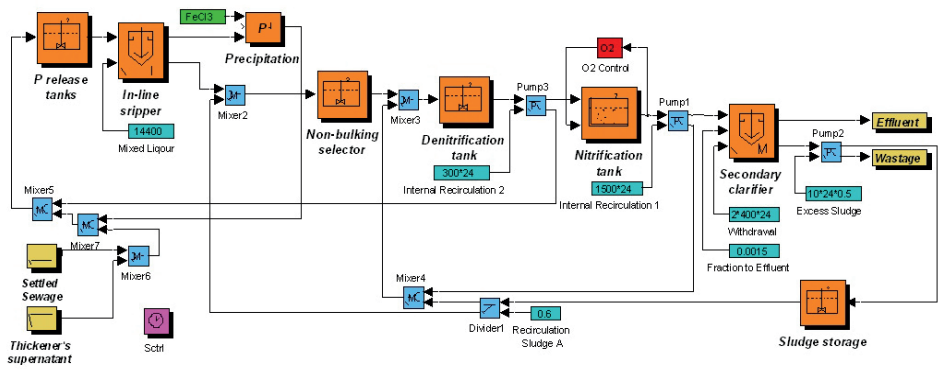 FeCl3
P
Precipitation
P release tanks
In-line sripper
14400
Mixed Liqour
Mixer2
Non-bulking selector
Mixer3
Denitrification tank
300*24
Internal Recirculation 2
Pump3
O2
O2 Control
Nitrification tank
1500*24
Internal Recirculation 1
Pump1
M
Secondary clarifier
2*400*24
Withdrawal
0.0015
Fraction to Effluent
Pump2
10*24*0.5
Excess Sludge
Effluent
Wastage
Mixer5
Mixer7
Mixer6
Settled Sewage
Thickener's supernatant
Sctrl
Mixer4
Divider1
0.6
Recirculation Sludge A
Sludge storage